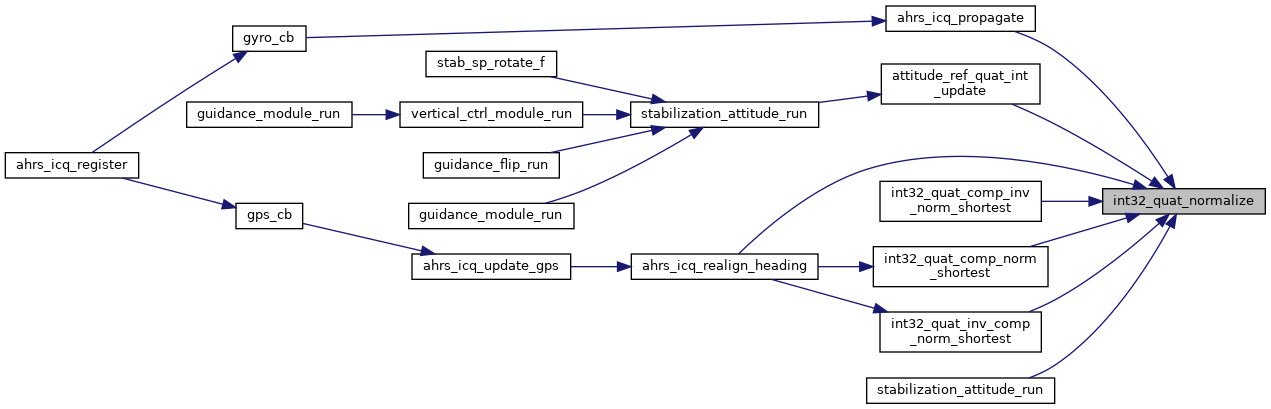 ahrs_icq_propagate
gyro_cb
stab_sp_rotate_f
attitude_ref_quat_int
_update
guidance_module_run
vertical_ctrl_module_run
stabilization_attitude_run
ahrs_icq_register
guidance_flip_run
int32_quat_comp_inv
_norm_shortest
int32_quat_normalize
gps_cb
guidance_module_run
ahrs_icq_update_gps
ahrs_icq_realign_heading
int32_quat_comp_norm
_shortest
int32_quat_inv_comp
_norm_shortest
stabilization_attitude_run